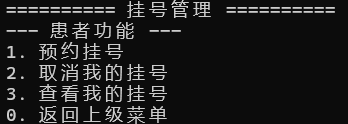 ========== 挂号管理 ==========
--- 患者功能 ---
1. 预约挂号
2. 取消我的挂号
3. 查看我的挂号
0. 返回上级菜单